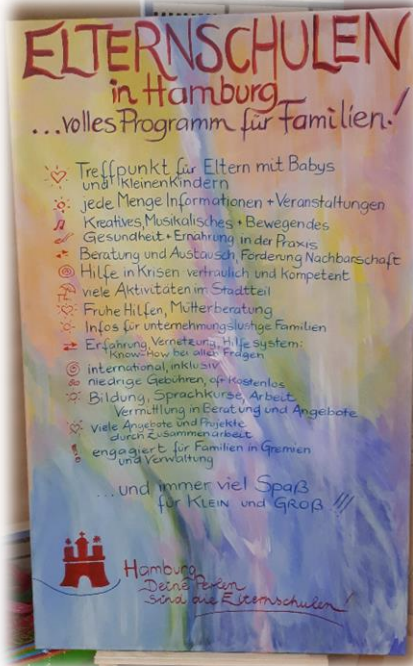 ELTERNSCHULEN
in Hamburg
...volles Programm für Familien!
Treffpunkt für Eltern mit Babys
und kleinen Kindern
jede Menge Informationen + Veranstaltungen
Kreatives, Musikalisches + Bewegendes
Gesundheit + Ernährung in der Praxis
Beratung und Austausch, Förderung Nachbarschaft
Hilfe in Krisen vertraulich und kompetent
viele Aktivitäten im Stadtteil
Frühe Hilfen, Mütterberatung
Infos für unternehmungslustige Familien
Erfahrung, Vernetzung, Hilfesystem:
Know-How bei allen Fragen
international, inklusiv
niedrige Gebühren, oft kostenlos
Bildung, Sprachkurse, Arbeit
Vermittlung in Beratung und Angebote
viele Angebote und Projekte
durch Zusammenarbeit
engagiert für Familien in Gremien
und Verwaltung
...und immer viel Spaß
für KLEIN und GROß !!!
Hamburg
Deine Perlen
sind die Elternschulen!